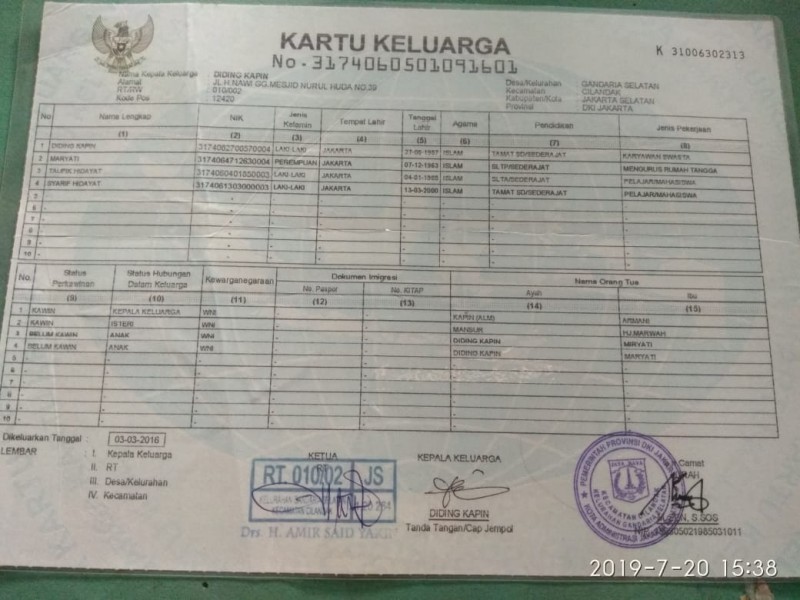 KARTU KELUARGA
No. 3174060501091601
K 31006302313
Nama Kepala Keluarga DIDING KAPIN
Alamat JL.H.NAWI GG.MESJID NURUL HUDA NO.39
RT/RW 010/002
Kode Pos 12420
Desa/Kelurahan : GANDARIA SELATAN
Kecamatan : CILANDAK
Kabupaten/Kota : JAKARTA SELATAN
Provinsi : DKI JAKARTA
No Nama Lengkap NIK Jenis Kelamin Tempat Lahir Tanggal Lahir Agama Pendidikan Jenis Pekerjaan
(1) (2) (3) (4) (5) (6) (7) (8)
1 DIDING KAPIN 3174062700570004 LAKI-LAKI JAKARTA ISLAM TAMAT SD/SEDERAJAT KARYAWAN SWASTA
2 MARYATI 3174064712630004 PEREMPUAN JAKARTA 07-12-1963 ISLAM SLTP/SEDERAJAT MENGURUS RUMAH TANGGA
3 TAUFIK HIDAYAT 3174060401850003 LAKI-LAKI JAKARTA 04-01-1985 ISLAM SLTA/SEDERAJAT PELAJAR/MAHASISWA
4 SYARIF HIDAYAT 3174061303000003 LAKI-LAKI JAKARTA 13-03-2000 ISLAM TAMAT SD/SEDERAJAT PELAJAR/MAHASISWA
5
6
7
8
9
10
No. Status Perkawinan Status Hubungan Dalam Keluarga Kewarganegaraan Dokumen Imigrasi Nama Orang Tua
No. Paspor No. KITAP Ayah Ibu
(9) (10) (11) (12) (13) (14) (15)
1 KAWIN KEPALA KELUARGA WNI KAPIN (ALM) ARMANI
2 KAWIN ISTERI WNI MANSUR HJ.MARWAH
3 BELUM KAWIN ANAK WNI DIDING KAPIN MIRYATI
4 BELUM KAWIN ANAK WNI DIDING KAPIN MARYATI
5
6
7
8
9
10
Dikeluarkan Tanggal : 03-03-2016
LEMBAR : I. Kepala Keluarga
II. RT
III. Desa/Kelurahan
IV. Kecamatan
KETUA
RT 010/02 JS
Drs. H. AMIR SAID
KEPALA KELUARGA
DIDING KAPIN
Tanda Tangan/Cap Jempol
PEMERINTAH PROVINSI DKI JAKARTA
JAYA RAYA
KECAMATAN CILANDAK
KELURAHAN GANDARIA SELATAN
KOTA ADMINISTRASI JAKARTA
Camat
S.SOS
2019-7-20 15:38